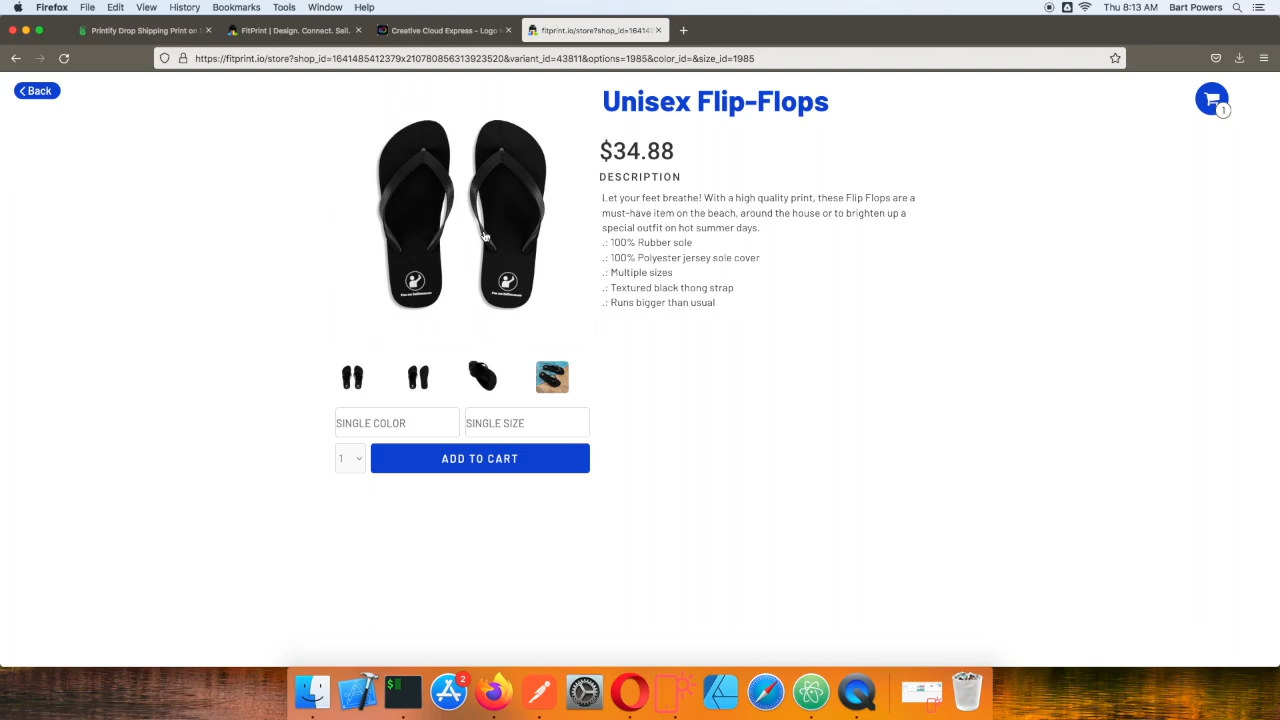 Firefox File Edit View History Bookmarks Tools Window Help Thu 8:13 AM Bart Powers
Printify Drop Shipping Print on
FitPrint | Design. Connect. Sell.
Creative Cloud Express - Logo
fitprint.io/store?shop_id=16414
https://fitprint.io/store?shop_id=1641485412379x210780856313923520&variant_id=43811&options=1985&color_id=&size_id=1985
Back
Unisex Flip-Flops
1
$34.88
DESCRIPTION
Let your feet breathe! With a high quality print, these Flip Flops are a
must-have item on the beach, around the house or to brighten up a
special outfit on hot summer days.
.: 100% Rubber sole
.: 100% Polyester jersey sole cover
.: Multiple sizes
.: Textured black thong strap
.: Runs bigger than usual
SINGLE COLOR
SINGLE SIZE
1
ADD TO CART
$
2